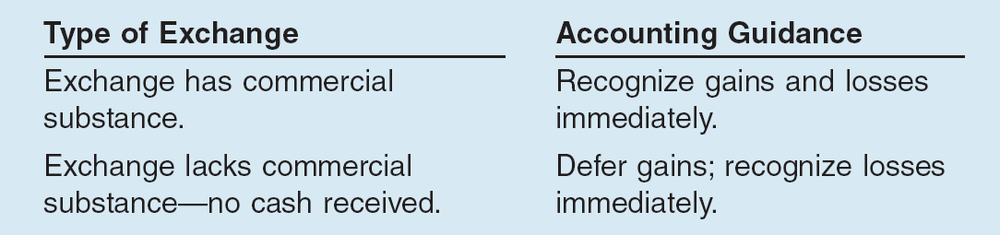 Type of Exchange
Accounting Guidance
Exchange has commercial
substance.
Recognize gains and losses
immediately.
Exchange lacks commercial
substance—no cash received.
Defer gains; recognize losses
immediately.